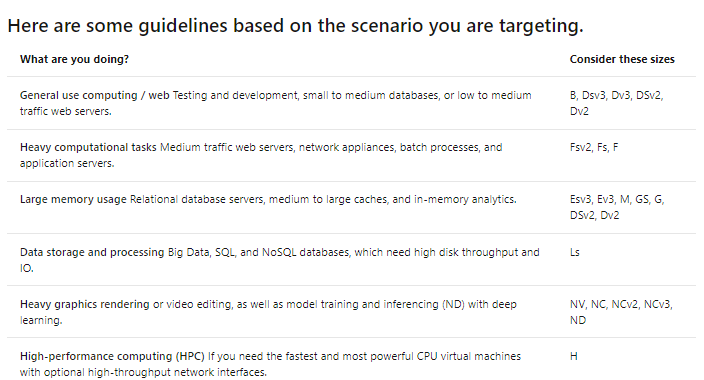 Here are some guidelines based on the scenario you are targeting.
What are you doing? Consider these sizes
General use computing / web Testing and development, small to medium databases, or low to medium
traffic web servers.
B, Dsv3, Dv3, DSv2,
Dv2
Heavy computational tasks Medium traffic web servers, network appliances, batch processes, and
application servers.
Fsv2, Fs, F
Large memory usage Relational database servers, medium to large caches, and in-memory analytics.
Esv3, Ev3, M, GS, G,
DSv2, Dv2
Data storage and processing Big Data, SQL, and NoSQL databases, which need high disk throughput and
IO.
Ls
Heavy graphics rendering or video editing, as well as model training and inferencing (ND) with deep
learning.
NV, NC, NCv2, NCv3,
ND
High-performance computing (HPC) If you need the fastest and most powerful CPU virtual machines
with optional high-throughput network interfaces.
H